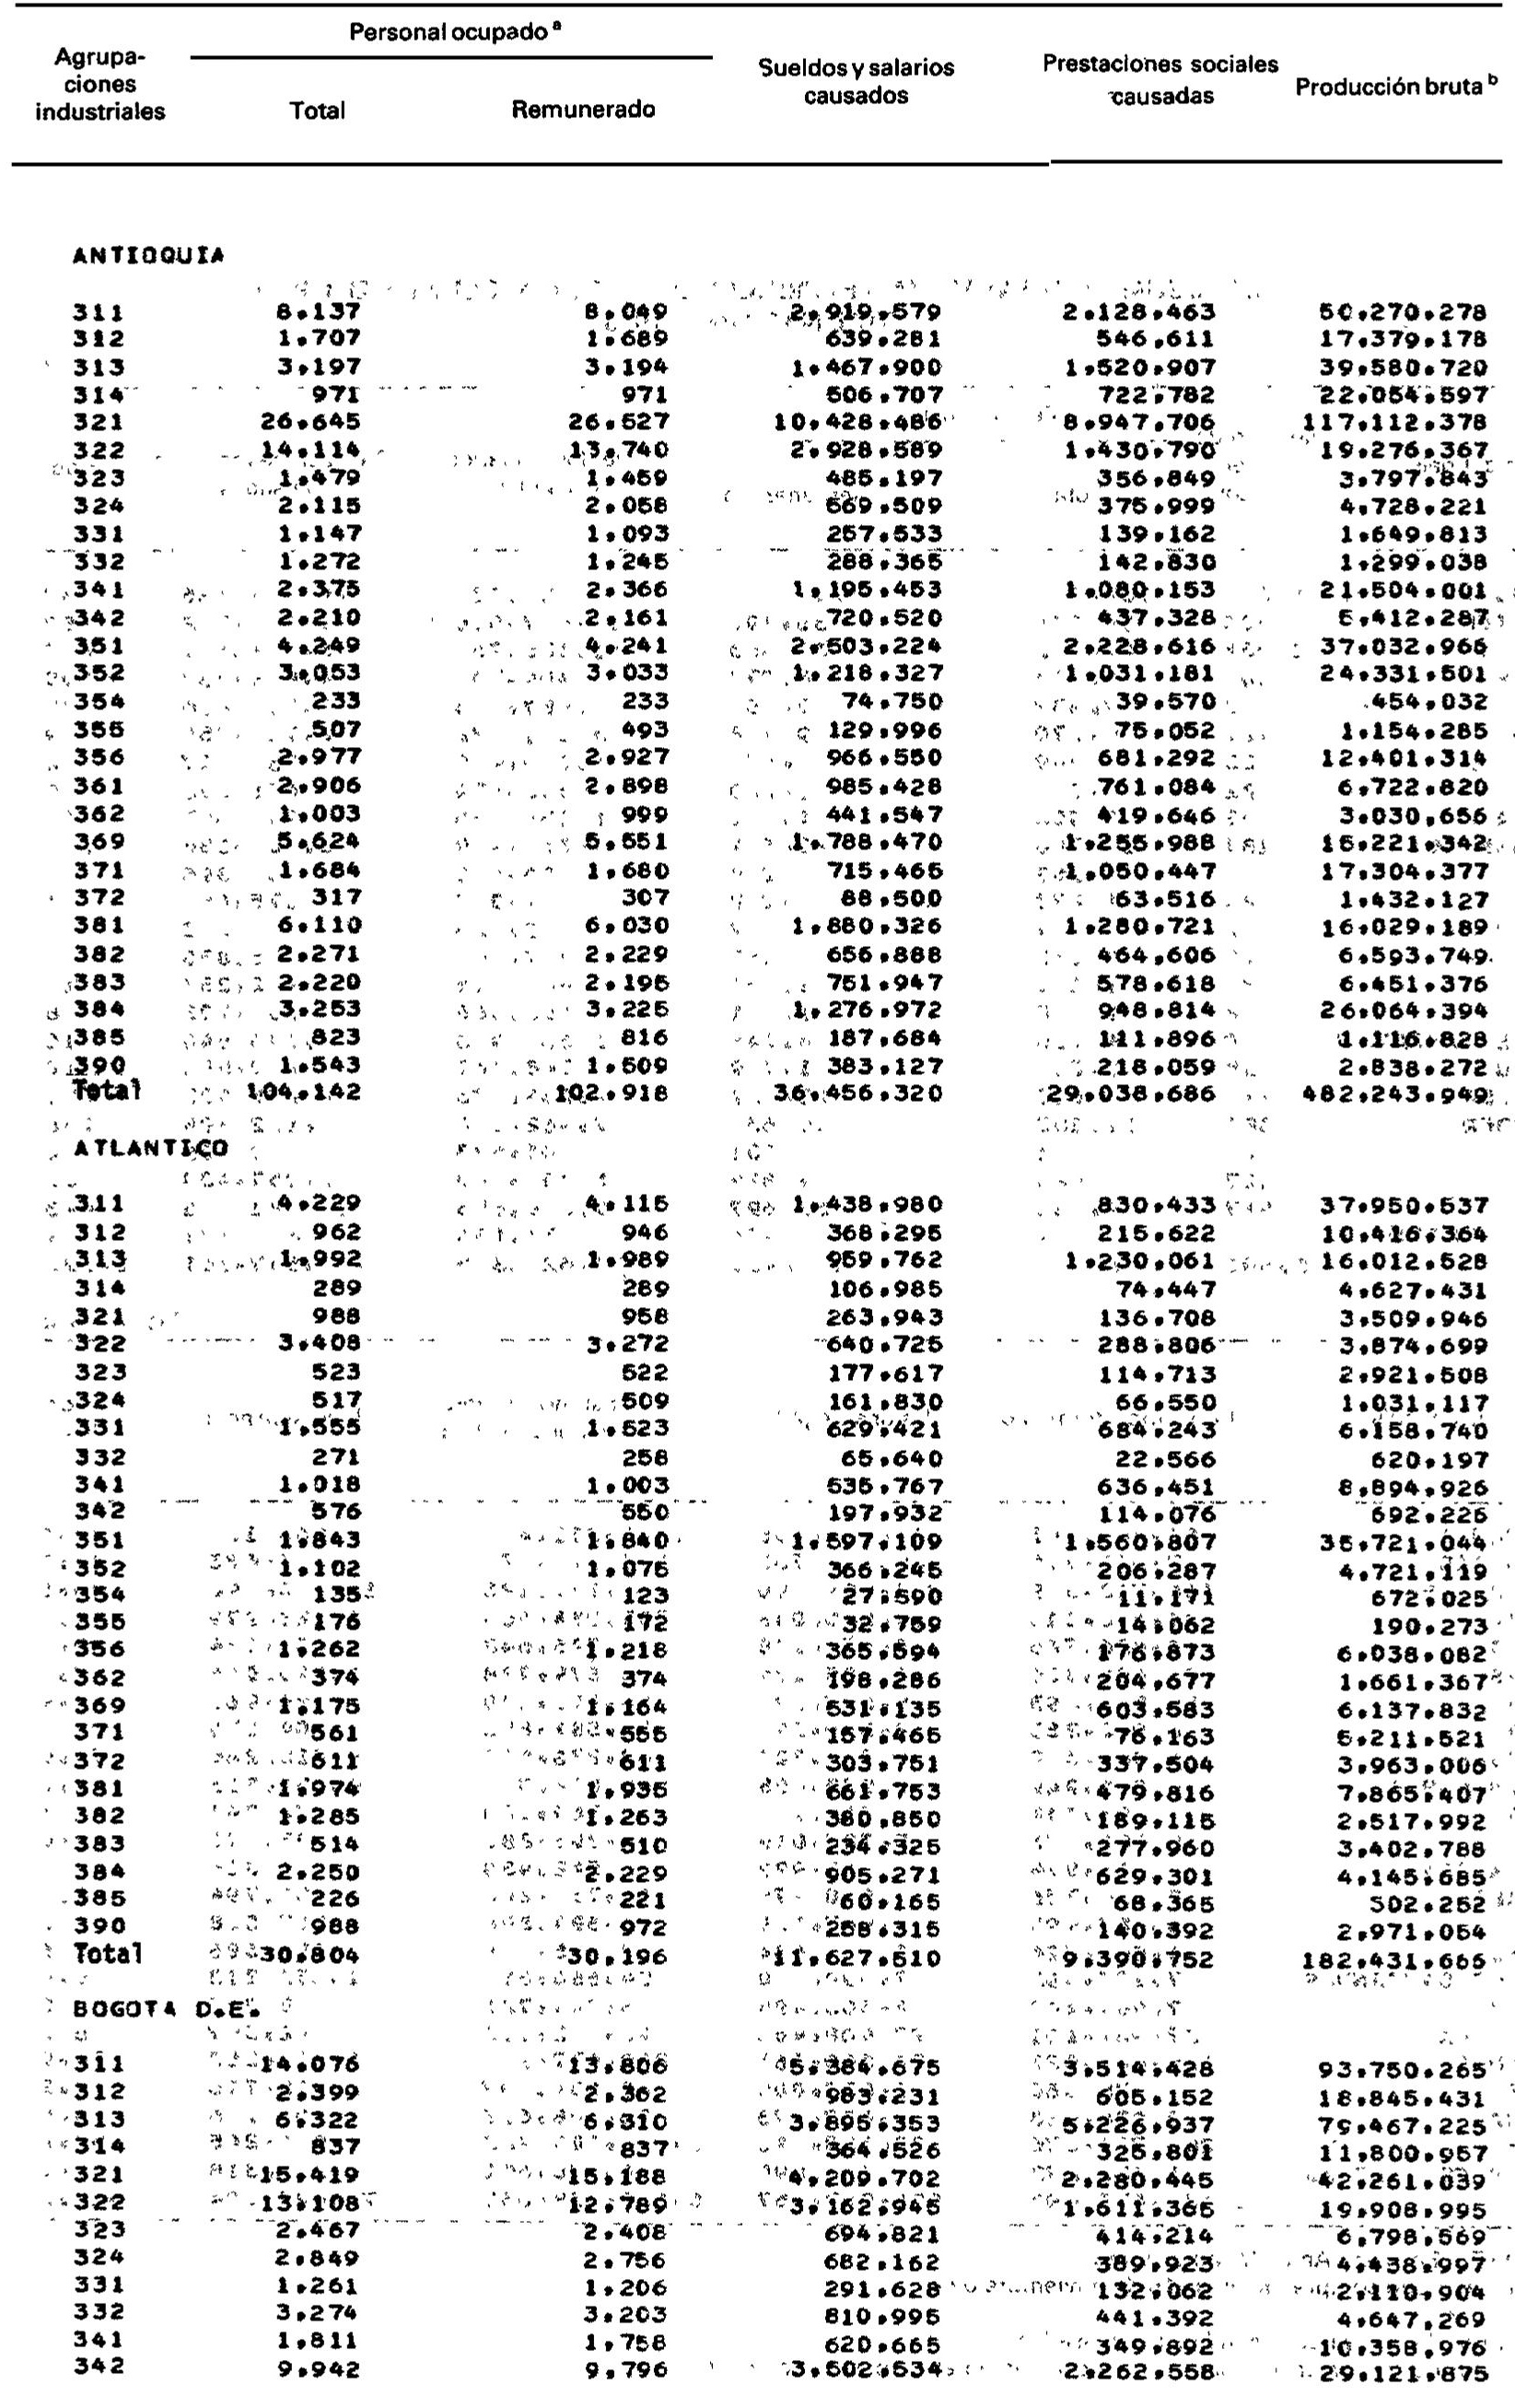 Agrupa-
ciones
industriales
Personal ocupado a
Total Remunerado
Sueldos y salarios
causados
Prestaciones sociales
causadas
Producción bruta b
ANTIOQUIA
311 8.137 8.049 2.919.579 2.128.463 50.270.278
312 1.707 1.689 639.281 546.611 17.379.178
313 3.197 3.194 1.467.900 1.520.907 39.580.720
314 971 971 506.707 722.782 22.054.597
321 26.645 26.527 10.428.486 8.947.706 117.112.378
322 14.114 13.740 2.928.589 1.430.790 19.276.367
323 1.479 1.459 485.197 356.849 3.797.843
324 2.115 2.058 569.509 375.999 4.728.221
331 1.147 1.093 257.533 139.162 1.649.813
332 1.272 1.245 288.365 142.830 1.299.038
341 2.375 2.366 1.195.453 1.080.153 21.504.001
342 2.210 2.161 720.520 437.328 5.412.287
351 4.249 4.241 2.503.224 2.228.616 37.032.966
352 3.053 3.033 1.218.327 1.031.181 24.331.501
354 233 233 74.750 39.570 454.032
355 507 493 129.996 75.052 1.154.285
356 2.977 2.927 966.550 681.292 12.401.314
361 2.906 2.898 985.428 761.084 6.722.820
362 1.003 999 441.547 419.646 3.030.656
369 5.624 5.551 1.788.470 1.255.988 15.221.342
371 1.684 1.680 715.465 1.050.447 17.304.377
372 317 307 88.500 63.516 1.432.127
381 6.110 6.030 1.880.326 1.280.721 16.029.189
382 2.271 2.229 656.888 464.606 6.593.749
383 2.220 2.195 751.947 578.618 6.451.376
384 3.253 3.225 1.276.972 948.814 26.064.394
385 823 816 187.684 111.896 1.116.828
390 1.543 1.509 383.127 218.059 2.838.272
Total 104.142 102.918 36.456.320 29.038.686 482.243.949
ATLANTICO
311 4.229 4.115 1.438.980 830.433 37.950.537
312 962 946 368.295 215.622 10.416.364
313 1.992 1.989 959.762 1.230.061 16.012.528
314 289 289 106.985 74.447 4.627.431
321 988 958 263.943 136.708 3.509.946
322 3.408 3.272 640.725 288.806 3.874.699
323 523 522 177.617 114.713 2.921.508
324 517 509 161.830 66.550 1.031.117
331 1.555 1.523 629.421 684.243 6.158.740
332 271 258 65.640 22.566 620.197
341 1.018 1.003 535.767 636.451 8.894.926
342 576 550 197.932 114.076 692.225
351 1.843 1.840 1.597.109 1.560.807 35.721.044
352 1.102 1.075 366.245 206.287 4.721.119
354 135 123 27.590 11.171 672.025
355 176 172 32.759 14.062 190.273
356 1.262 1.218 365.594 176.873 6.038.082
362 374 374 198.286 204.677 1.661.367
369 1.175 1.164 531.135 603.583 6.137.832
371 561 555 157.465 76.163 5.211.521
372 611 611 303.751 337.504 3.963.006
381 1.974 1.935 661.753 479.816 7.865.407
382 1.285 1.263 380.850 189.115 2.517.992
383 514 510 234.325 277.960 3.402.788
384 2.250 2.229 905.271 629.301 4.145.685
385 226 221 60.165 68.365 502.252
390 988 972 258.315 140.392 2.971.054
Total 30.804 30.196 11.627.510 9.390.752 182.431.665
BOGOTA D.E.
311 14.076 13.806 5.384.675 3.514.428 93.750.265
312 2.399 2.362 983.231 605.152 18.845.431
313 6.322 6.310 3.895.353 5.226.937 79.467.225
314 837 837 364.526 325.801 11.800.957
321 15.419 15.188 4.209.702 2.280.445 42.261.039
322 13.108 12.789 3.162.945 1.611.365 19.908.995
323 2.467 2.408 694.821 414.214 6.798.569
324 2.849 2.756 682.162 389.923 4.438.997
331 1.261 1.206 291.628 132.062 2.110.904
332 3.274 3.203 810.995 441.392 4.647.269
341 1.811 1.758 620.665 349.892 10.358.976
342 9.942 9.796 3.502.534 2.262.558 29.121.875